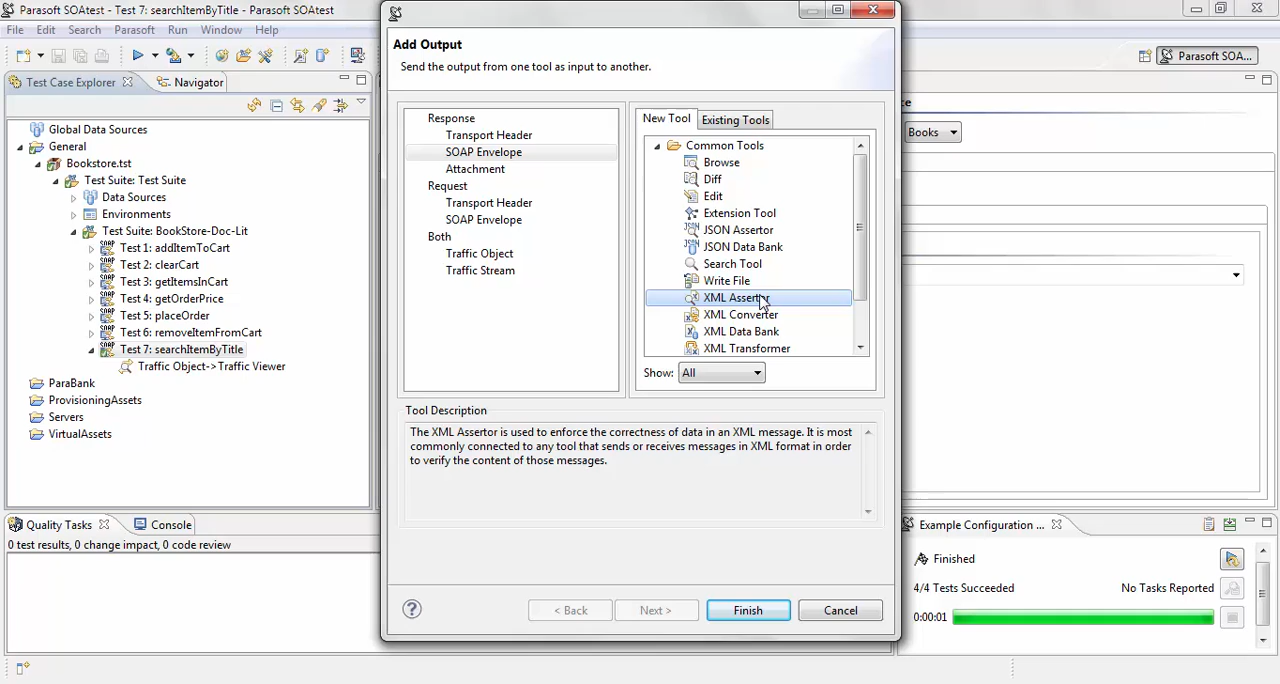 Parasoft SOAtest - Test 7: searchItemByTitle - Parasoft SOAtest
File Edit Search Parasoft Run Window Help
Parasoft SOA...
Test Case Explorer
Navigator
Global Data Sources
General
Bookstore.tst
Test Suite: Test Suite
Data Sources
Environments
Test Suite: BookStore-Doc-Lit
Test 1: addItemToCart
Test 2: clearCart
Test 3: getItemsInCart
Test 4: getOrderPrice
Test 5: placeOrder
Test 6: removeItemFromCart
Test 7: searchItemByTitle
Traffic Object->Traffic Viewer
ParaBank
ProvisioningAssets
Servers
VirtualAssets
Quality Tasks
Console
0 test results, 0 change impact, 0 code review
Add Output
Send the output from one tool as input to another.
Response
Transport Header
SOAP Envelope
Attachment
Request
Transport Header
SOAP Envelope
Both
Traffic Object
Traffic Stream
New Tool
Existing Tools
Common Tools
Browse
Diff
Edit
Extension Tool
JSON Assertor
JSON Data Bank
Search Tool
Write File
XML Assertor
XML Converter
XML Data Bank
XML Transformer
Show: All
Tool Description
The XML Assertor is used to enforce the correctness of data in an XML message. It is most
commonly connected to any tool that sends or receives messages in XML format in order
to verify the content of those messages.
< Back
Next >
Finish
Cancel
ce
Books
Example Configuration ...
Finished
4/4 Tests Succeeded
No Tasks Reported
0:00:01